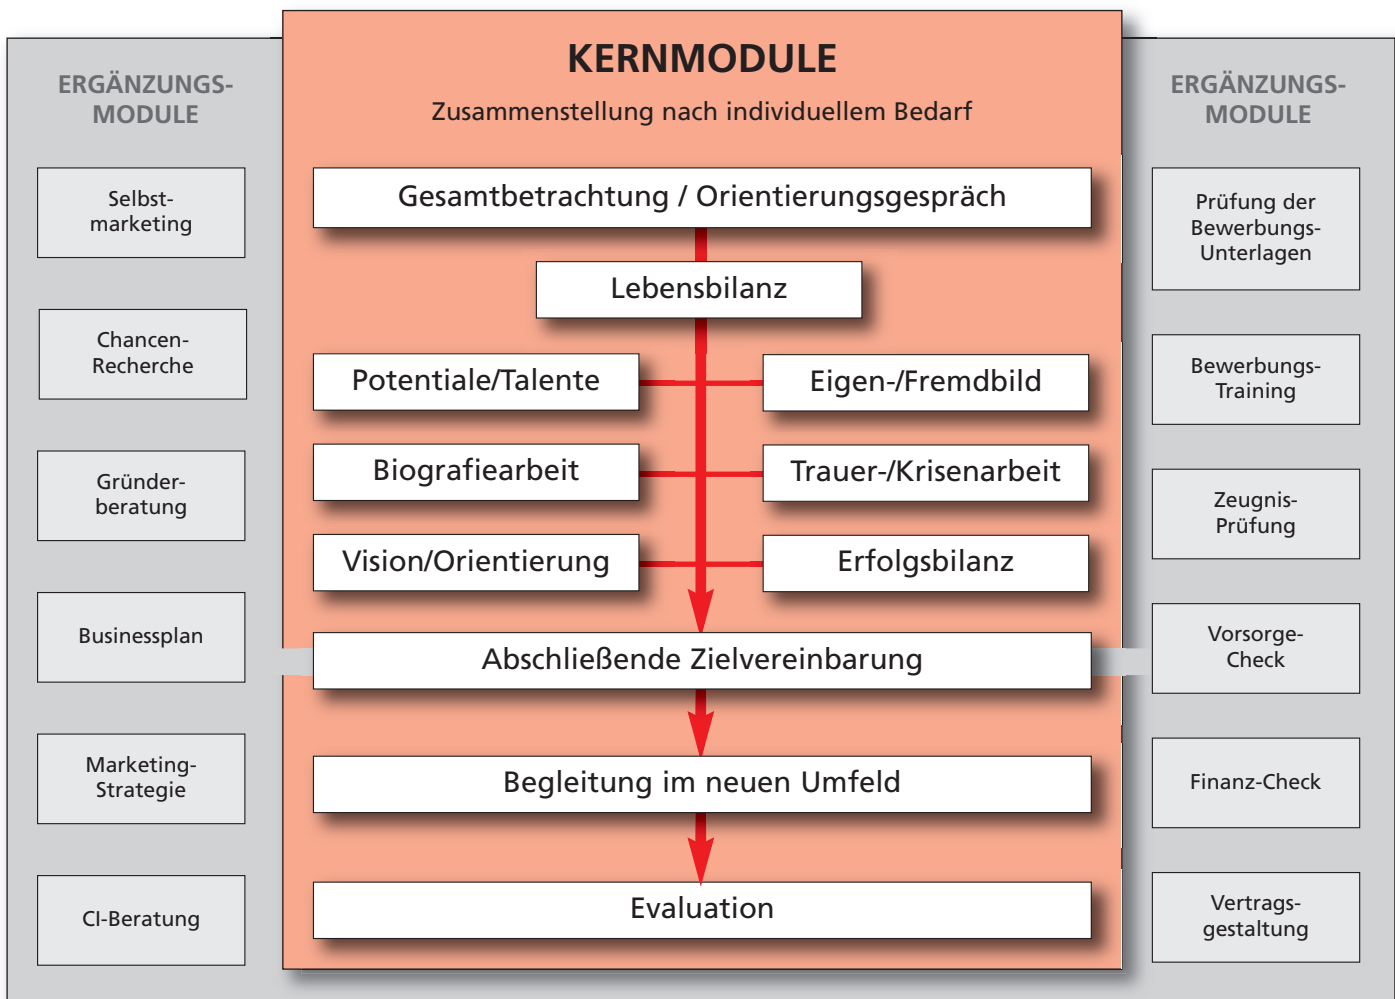 ERGÄNZUNGS-
MODULE
Selbst-
marketing
Chancen-
Recherche
Gründer-
beratung
Businessplan
Marketing-
Strategie
CI-Beratung
KERNMODULE
Zusammenstellung nach individuellem Bedarf
Gesamtbetrachtung / Orientierungsgespräch
Lebensbilanz
Potentiale/Talente
Eigen-/Fremdbild
Biografiearbeit
Trauer-/Krisenarbeit
Vision/Orientierung
Erfolgsbilanz
Abschließende Zielvereinbarung
Begleitung im neuen Umfeld
Evaluation
ERGÄNZUNGS-
MODULE
Prüfung der
Bewerbungs-
Unterlagen
Bewerbungs-
Training
Zeugnis-
Prüfung
Vorsorge-
Check
Finanz-Check
Vertrags-
gestaltung